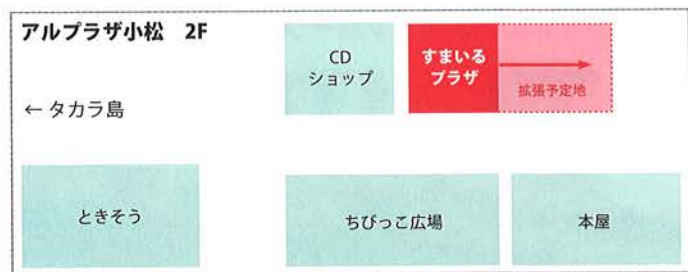 アルプラザ小松 2F
CD
ショップ
すまいる
プラザ
拡張予定地
← タカラ島
ときそう
ちびっこ広場
本屋